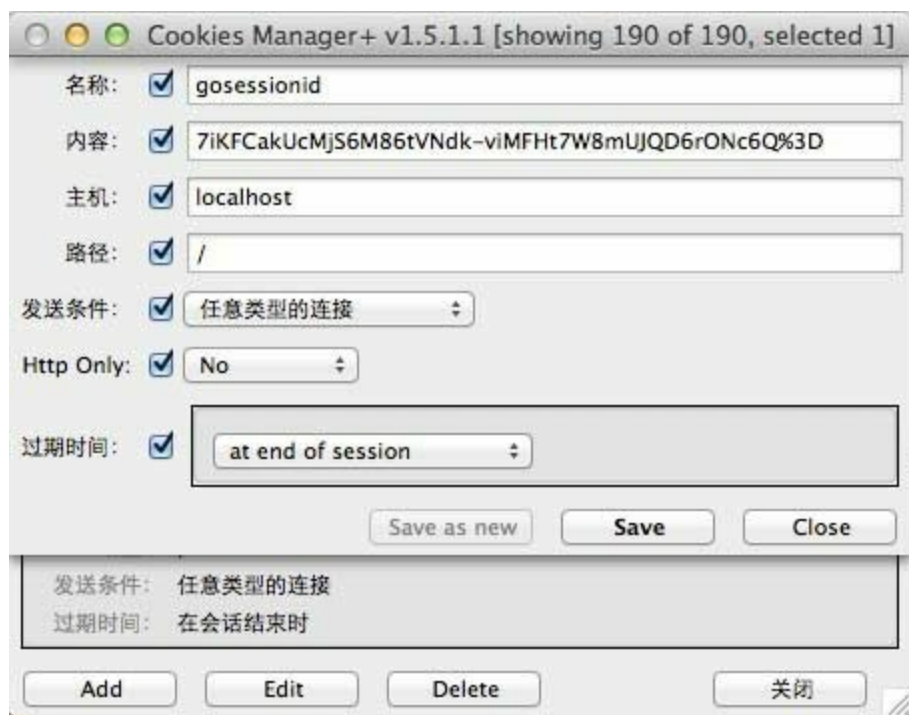 Cookies Manager+ v1.5.1.1 [showing 190 of 190, selected 1]
名称: gosessionid
内容: 7iKFCakUcMjS6M86tVNdk-viMFHt7W8mUJQD6rONc6Q%3D
主机: localhost
路径: /
发送条件: 任意类型的连接
Http Only: No
过期时间: at end of session
Save as new Save Close
发送条件: 任意类型的连接
过期时间: 在会话结束时
Add Edit Delete 关闭